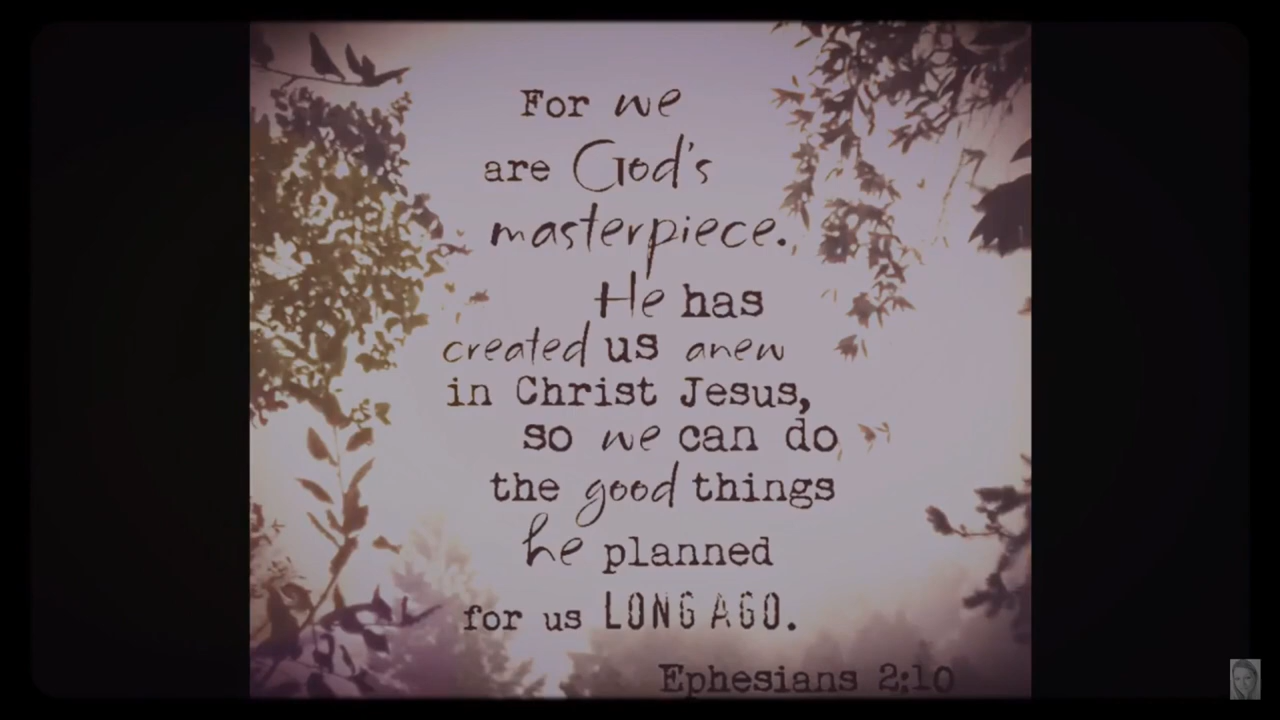 For we
are God's
masterpiece.
He has
created us anew
in Christ Jesus,
so we can do
the good things
he planned
for us LONG AGO.
Ephesians 2:10